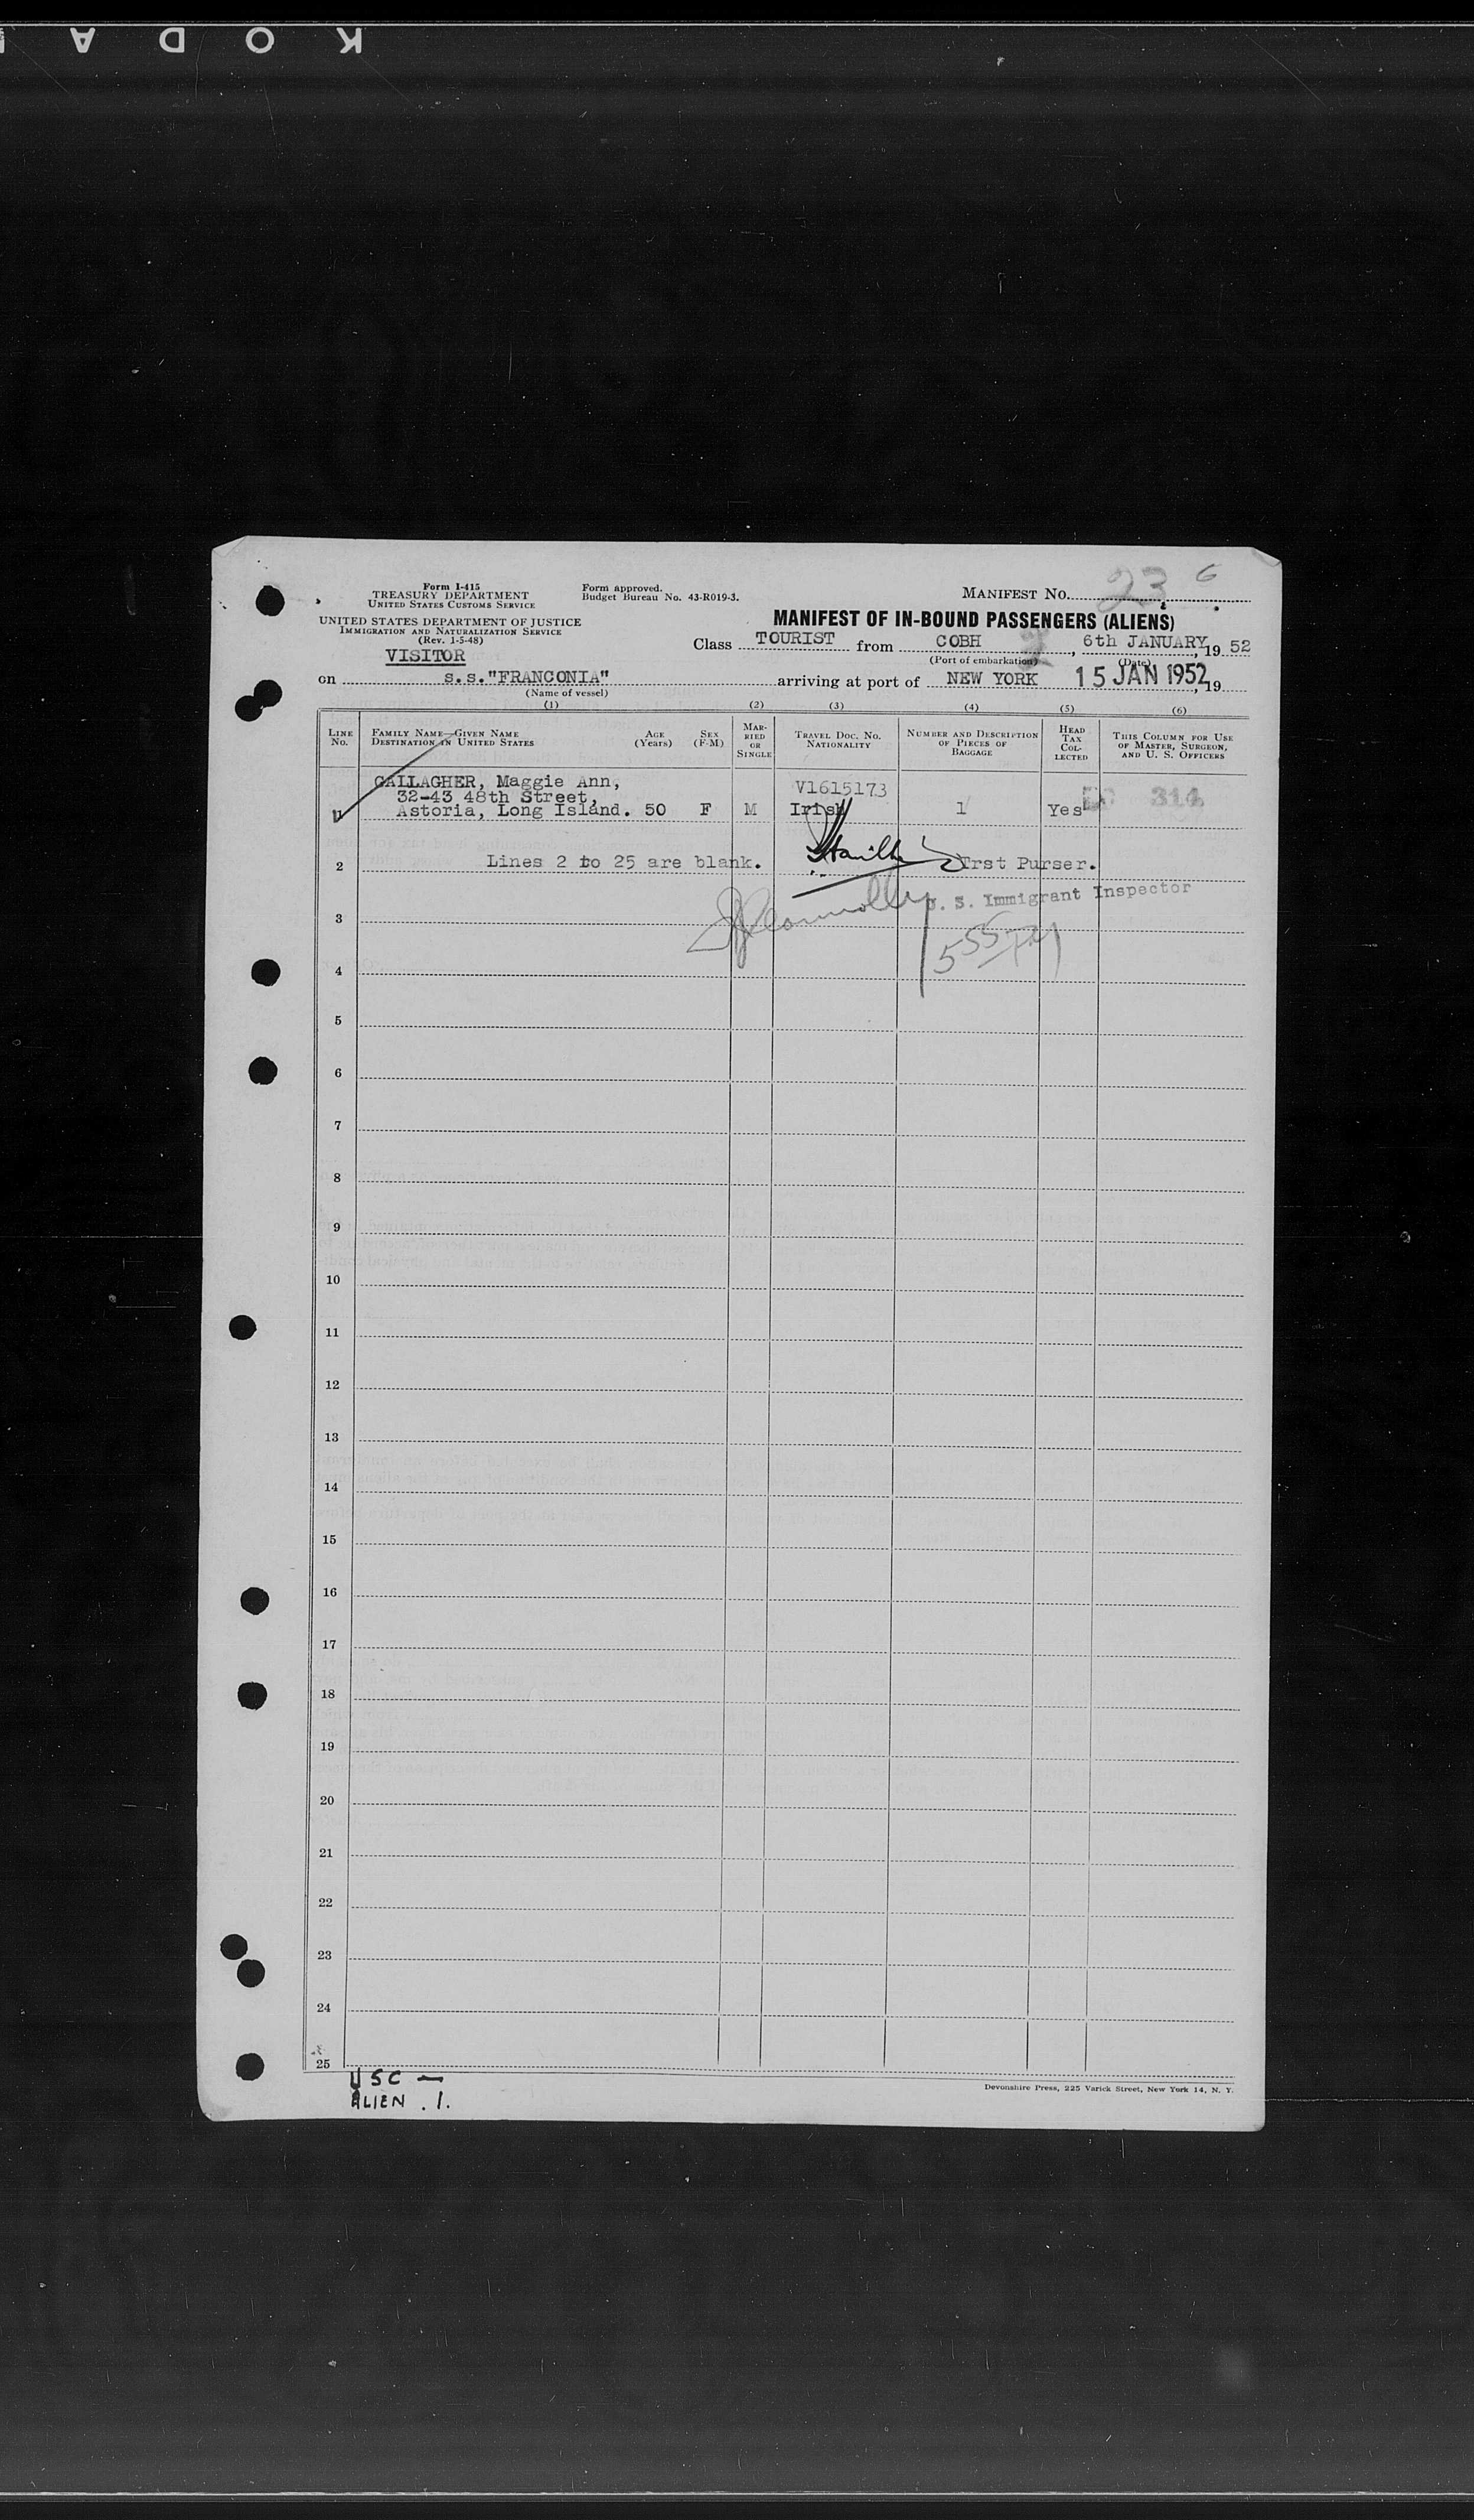 KODA
Form I-415
TREASURY DEPARTMENT
UNITED STATES CUSTOMS SERVICE
Form approved.
Budget Bureau No. 43-R019-3.
MANIFEST No. 23 6
UNITED STATES DEPARTMENT OF JUSTICE
IMMIGRATION AND NATURALIZATION SERVICE
(Rev. 1-5-48)
MANIFEST OF IN-BOUND PASSENGERS (ALIENS)
VISITOR
Class TOURIST from COBH, 6th JANUARY, 19 52
(Port of embarkation) (Date)
on s.s."FRANCONIA" arriving at port of NEW YORK 15 JAN 1952, 19
(Name of vessel)
(1) (2) (3) (4) (5) (6)
LINE No.
FAMILY NAME—GIVEN NAME
DESTINATION IN UNITED STATES
AGE (Years)
SEX (F-M)
MARRIED OR SINGLE
TRAVEL DOC. NO. NATIONALITY
NUMBER AND DESCRIPTION OF PIECES OF BAGGAGE
HEAD TAX COLLECTED
THIS COLUMN FOR USE OF MASTER, SURGEON, AND U. S. OFFICERS
GALLAGHER, Maggie Ann, V1615173
32-43 48th Street,
1 Astoria, Long Island. 50 F M Irish 1 Yes 314
2 Lines 2 to 25 are blank. Purser.
U. S. Immigrant Inspector
3
4
5
6
7
8
9
10
11
12
13
14
15
16
17
18
19
20
21
22
23
24
25
USC —
ALIEN . 1.
Devonshire Press, 225 Varick Street, New York 14, N. Y.